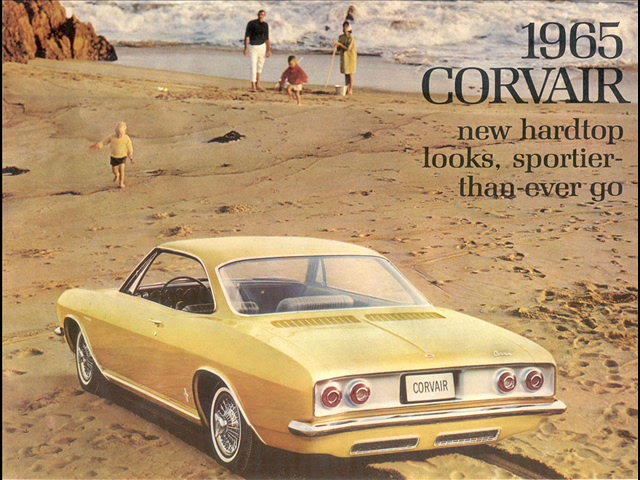 1965
CORVAIR
new hardtop
looks, sportier-
than-ever go
CORVAIR